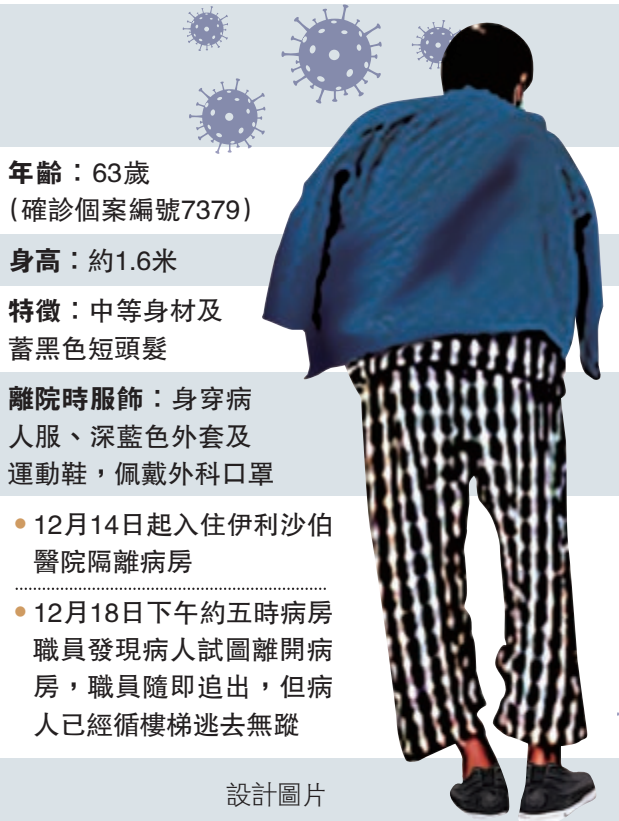 年齡：63歲
(確診個案編號7379)
身高：約1.6米
特徵：中等身材及
蓄黑色短頭髮
離院時服飾：身穿病
人服、深藍色外套及
運動鞋，佩戴外科口罩
• 12月14日起入住伊利沙伯
醫院隔離病房
• 12月18日下午約五時病房
職員發現病人試圖離開病
房，職員隨即追出，但病
人已經循樓梯逃去無蹤
設計圖片